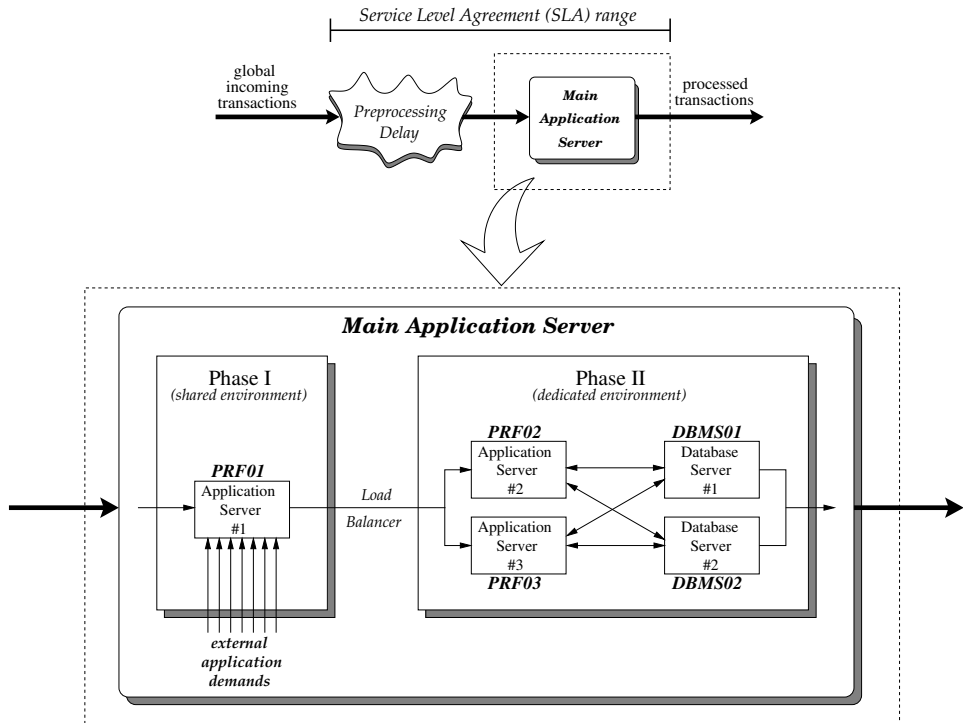 Service Level Agreement (SLA) range
global
incoming
transactions
Preprocessing
Delay
Main
Application
Server
processed
transactions
Main Application Server
Phase I
(shared environment)
PRF01
Application
Server
#1
external
application
demands
Load
Balancer
Phase II
(dedicated environment)
PRF02
Application
Server
#2
DBMS01
Database
Server
#1
Application
Server
#3
PRF03
Database
Server
#2
DBMS02